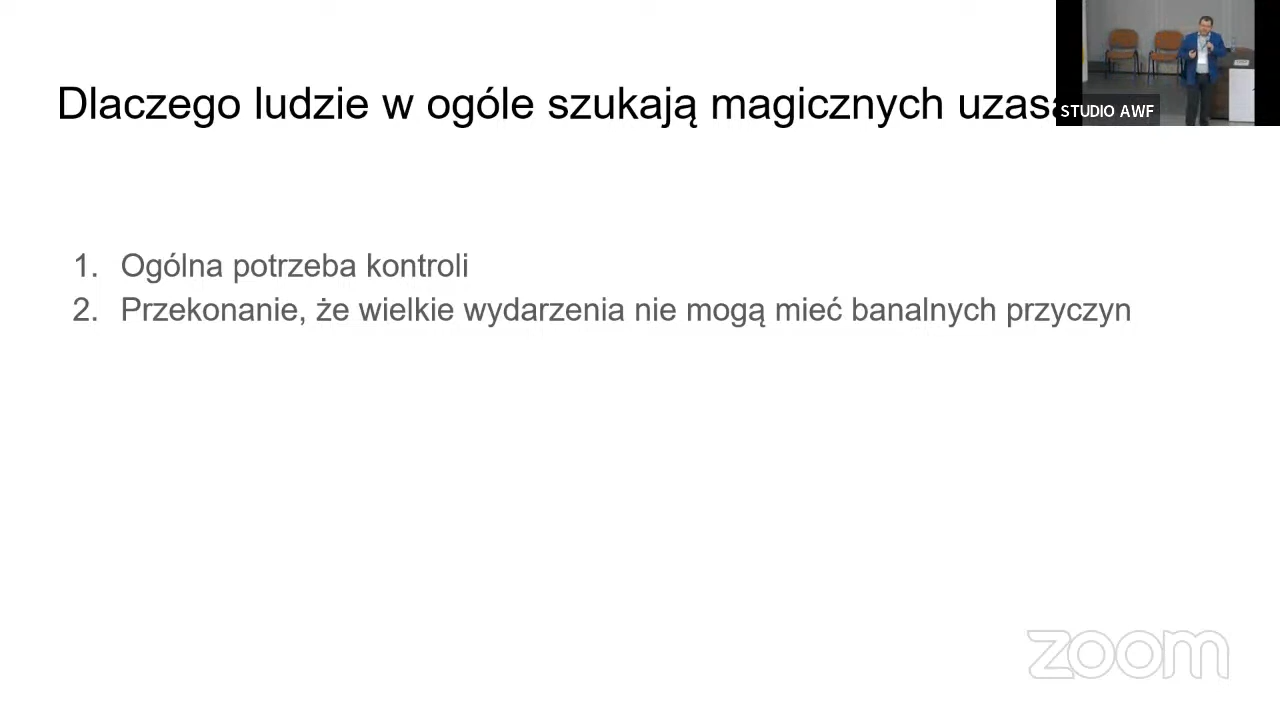 Dlaczego ludzie w ogóle szukają magicznych
STUDIO AWF
1. Ogólna potrzeba kontroli
2. Przekonanie, że wielkie wydarzenia nie mogą mieć banalnych przyczyn
zoom